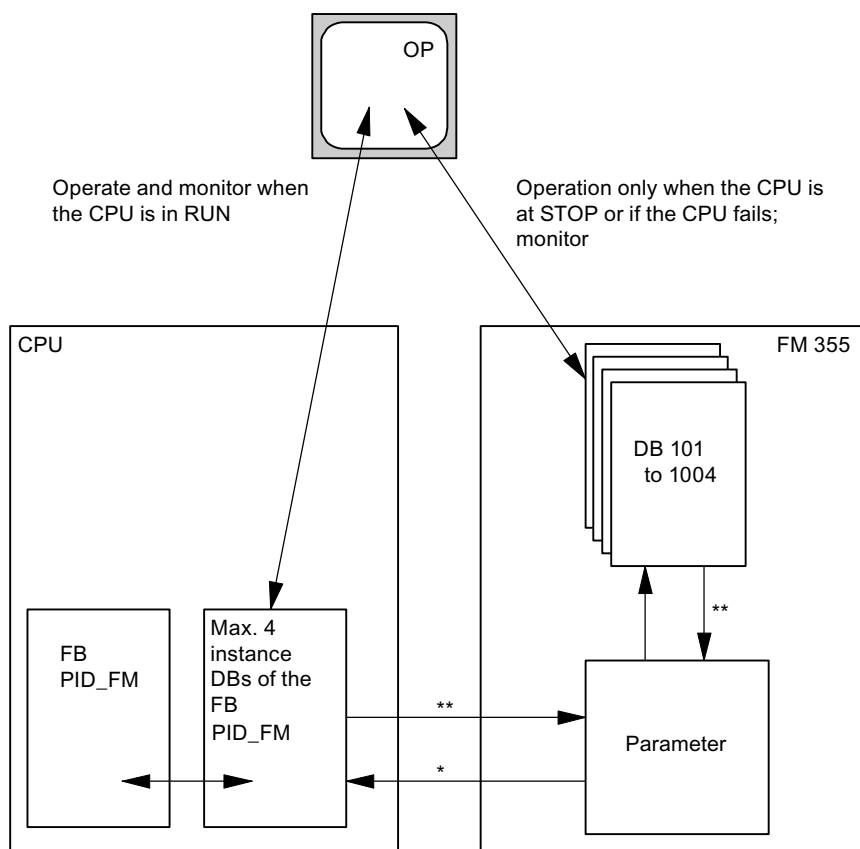 OP
Operate and monitor when
the CPU is in RUN
Operation only when the CPU is
at STOP or if the CPU fails;
monitor
CPU
FM 355
DB 101
to 1004
**
FB
PID_FM
Max. 4
instance
DBs of the
FB
PID_FM
**
*
Parameter